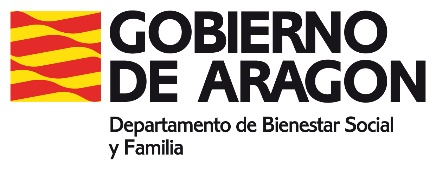 GOBIERNO
DE ARAGON
Departamento de Bienestar Social
y Familia